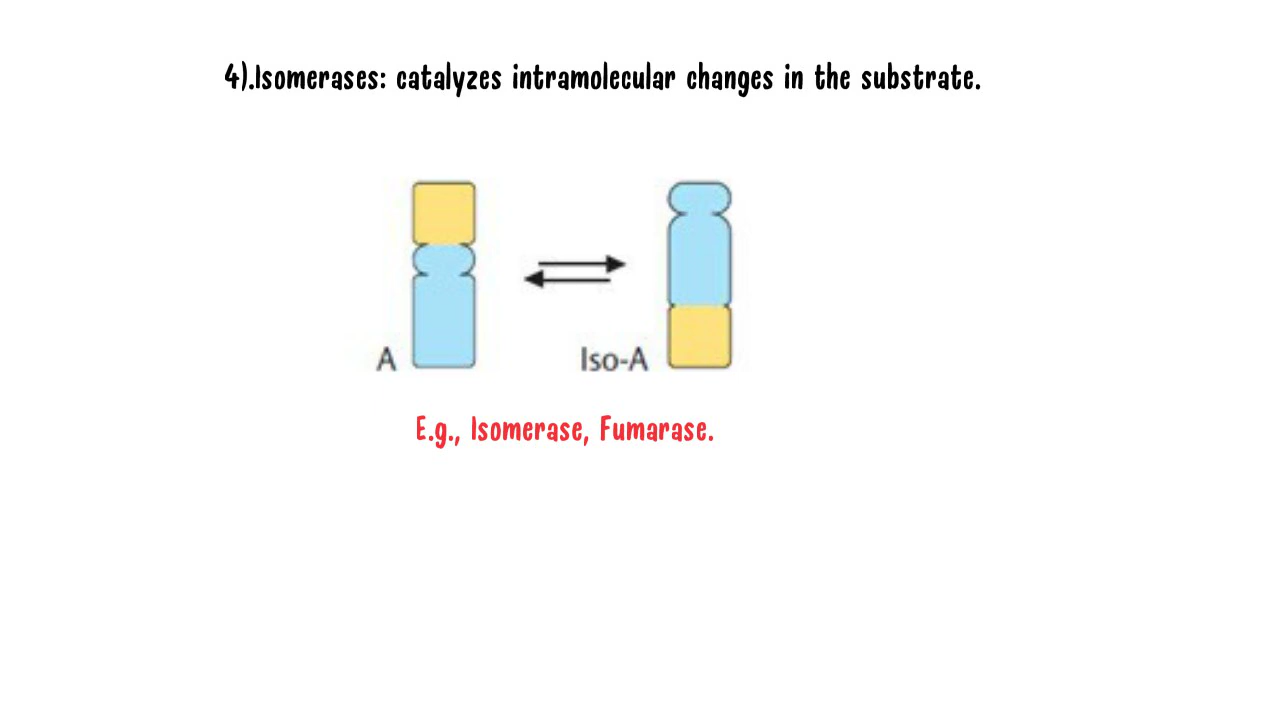 4).Isomerases: catalyzes intramolecular changes in the substrate.
A
Iso-A
E.g., Isomerase, Fumarase.